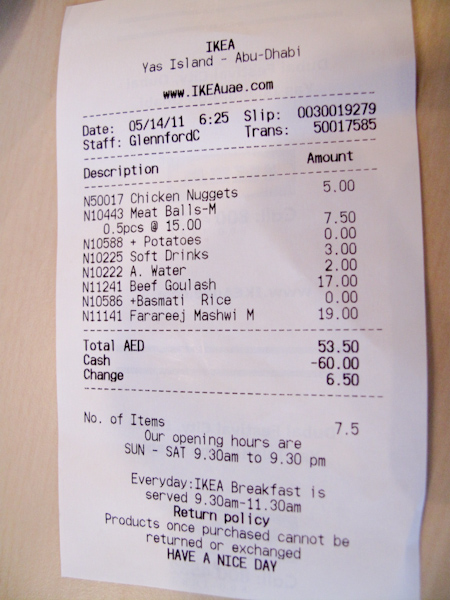 IKEA
Yas Island - Abu-Dhabi
www.IKEAuae.com
Date: 05/14/11 6:25 Slip: 0030019279
Staff: GlennfordC Trans: 50017585
Description Amount
N50017 Chicken Nuggets 5.00
N10443 Meat Balls-M
0.5pcs @ 15.00 7.50
N10588 + Potatoes 0.00
N10225 Soft Drinks 3.00
N10222 A. Water 2.00
N11241 Beef Goulash 17.00
N10586 +Basmati Rice 0.00
N11141 Farareej Mashwi M 19.00
Total AED 53.50
Cash -60.00
Change 6.50
No. of Items 7.5
Our opening hours are
SUN - SAT 9.30am to 9.30 pm
Everyday:IKEA Breakfast is
served 9.30am-11.30am
Return policy
Products once purchased cannot be
returned or exchanged
HAVE A NICE DAY